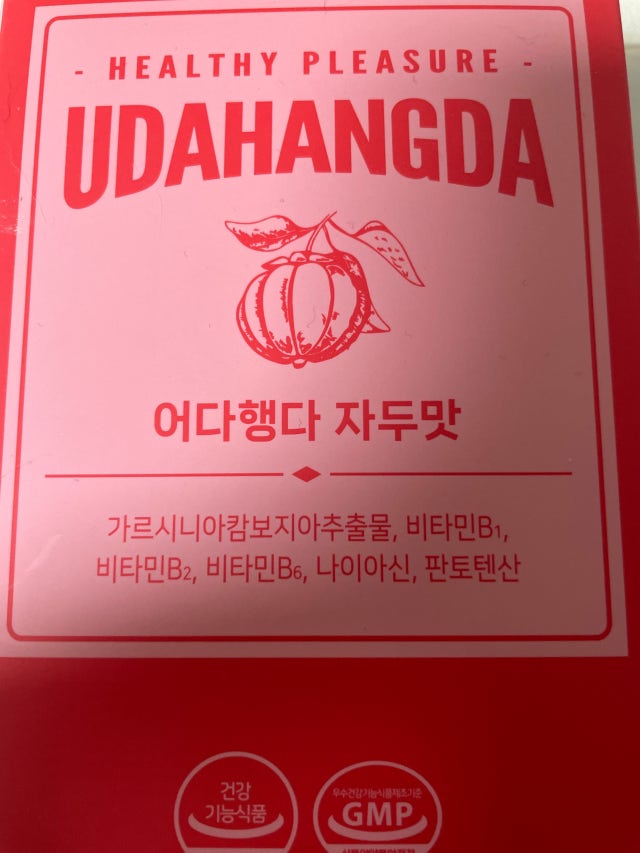 - HEALTHY PLEASURE -
UDAHANGDA
어다행다 자두맛
가르시니아캄보지아추출물, 비타민B₁,
비타민B₂, 비타민B₆, 나이아신, 판토텐산
건강
기능식품
우수건강기능식품제조기준
GMP